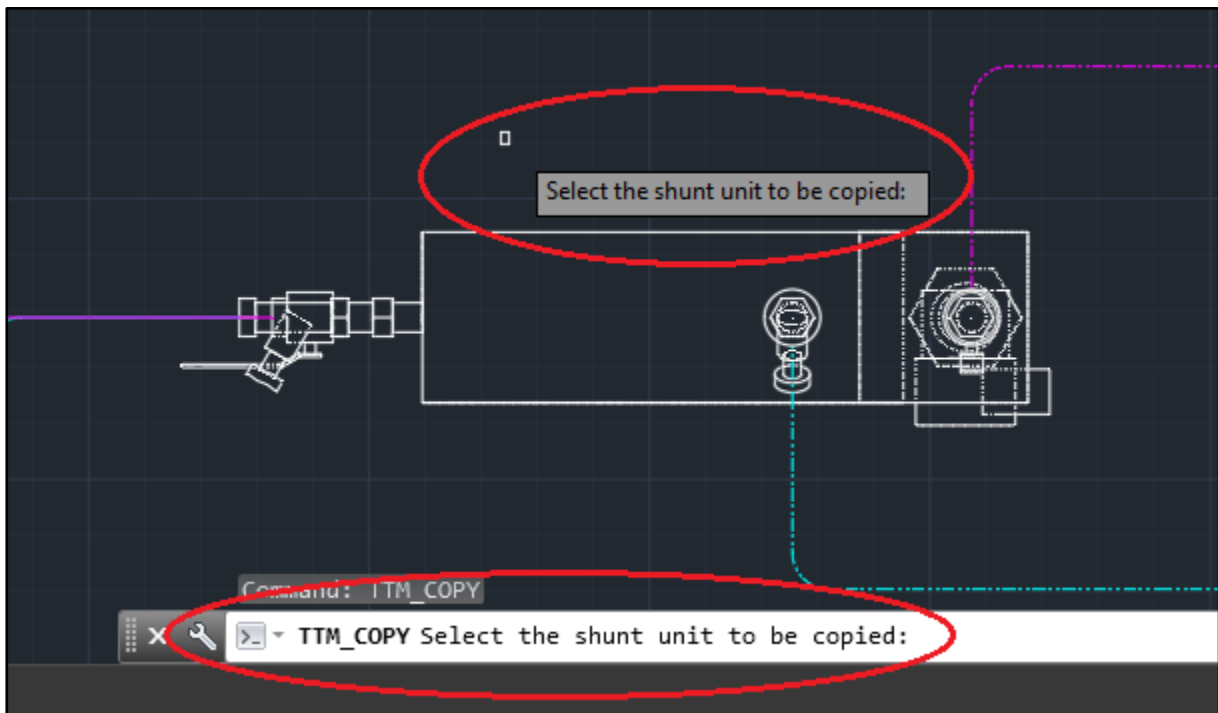 Select the shunt unit to be copied:
Command: TTM_COPY
TTM_COPY Select the shunt unit to be copied: